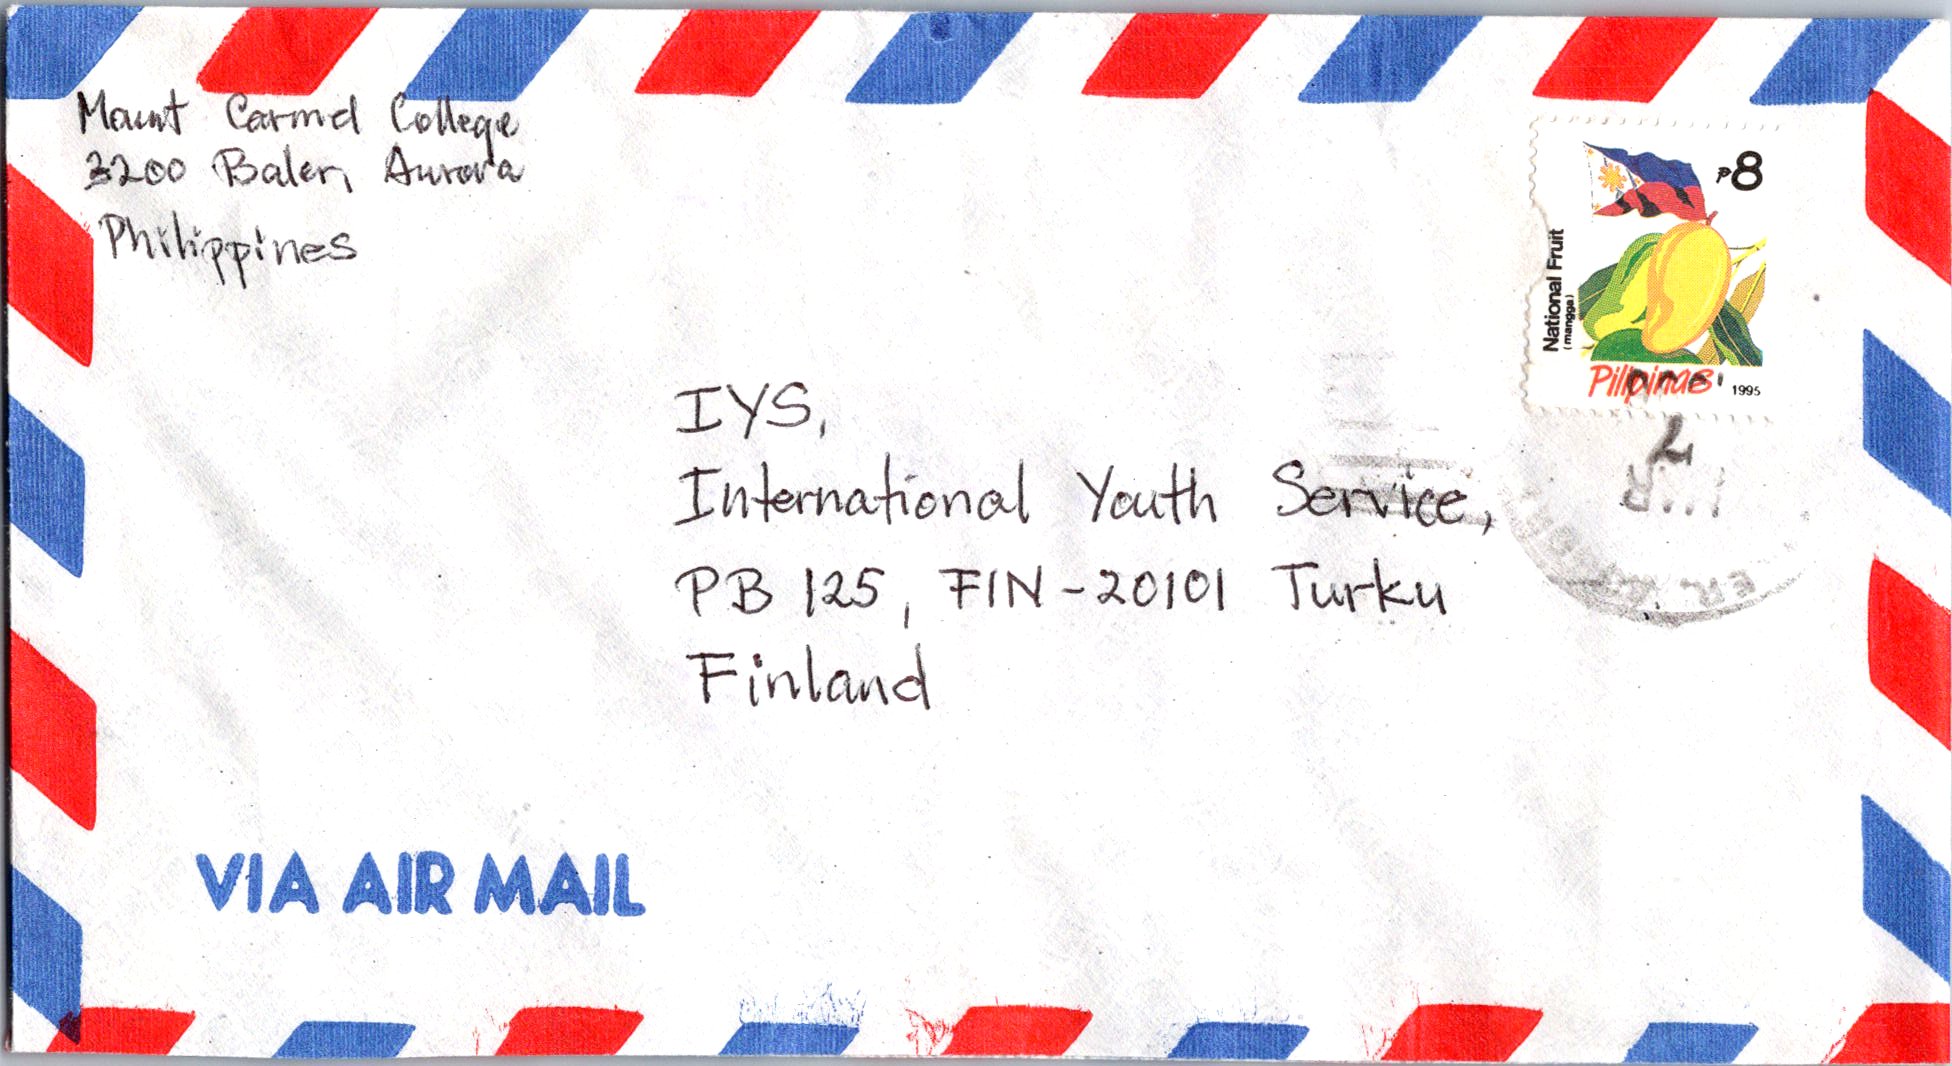 Mount Carmel College
3200 Baler, Aurora
Philippines
₱8
National Fruit
(mangga)
Pilipinas 1995
IYS,
International Youth Service,
PB 125, FIN-20101 Turku
Finland
VIA AIR MAIL